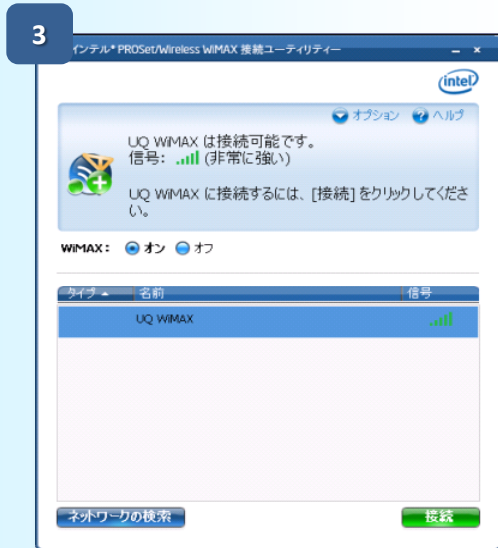 3
インテル® PROSet/Wireless WiMAX 接続ユーティリティー
intel
オプション ヘルプ
UQ WiMAX は接続可能です。
信号: (非常に強い)
UQ WiMAX に接続するには、[接続] をクリックしてくださ
い。
WiMAX: オン オフ
タイプ 名前 信号
UQ WiMAX
ネットワークの検索 接続